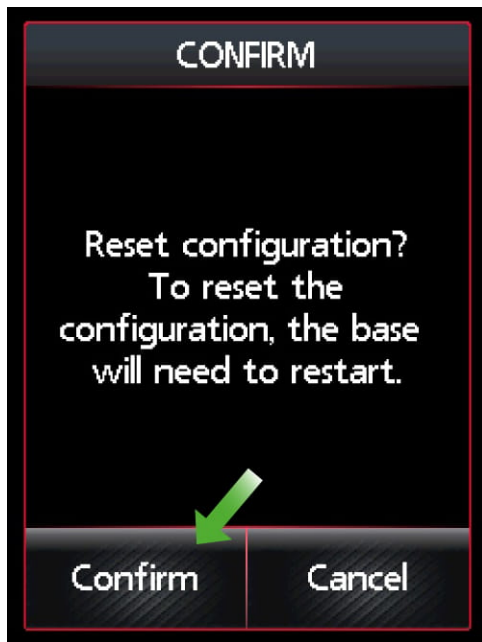 CONFIRM
Reset configuration?
To reset the
configuration, the base
will need to restart.
Confirm
Cancel